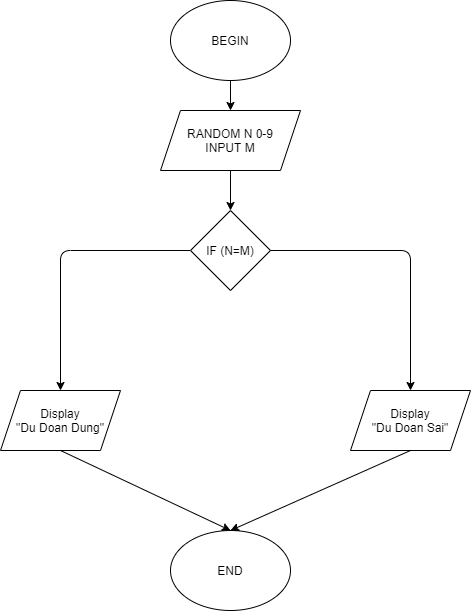 BEGIN
RANDOM N 0-9
INPUT M
IF (N=M)
Display
"Du Doan Dung"
Display
"Du Doan Sai"
END